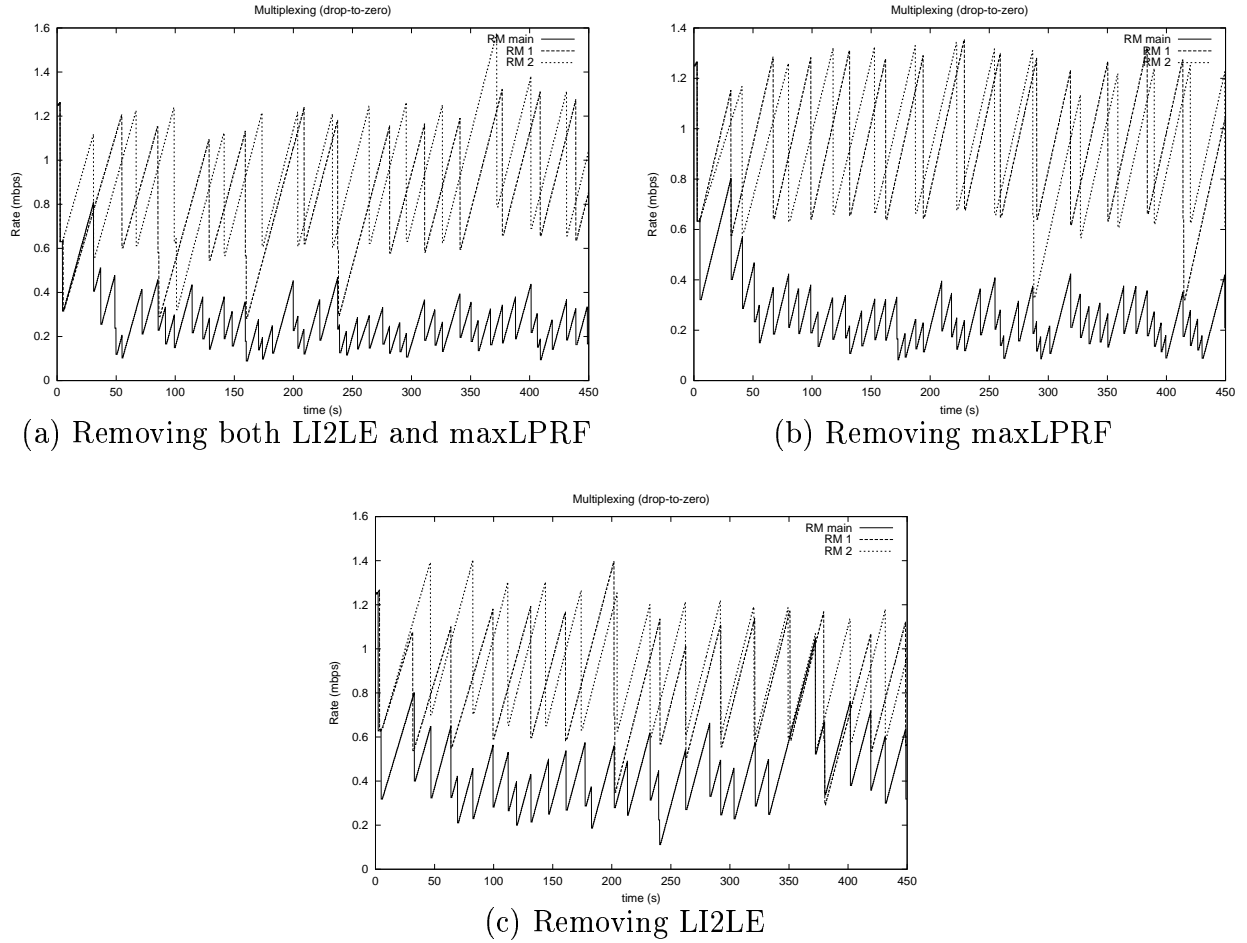 Multiplexing (drop-to-zero)
1.6
1.4
1.2
1
0.8
0.6
0.4
0.2
0
Rate (mbps)
RM main
RM 1
RM 2
0 50 100 150 200 250 300 350 400 450
time (s)
(a) Removing both LI2LE and maxLPRF
Multiplexing (drop-to-zero)
1.4
1.2
1
0.8
0.6
0.4
0.2
0
Rate (mbps)
RM main
RM 1
RM 2
0 50 100 150 200 250 300 350 400 450
time (s)
(b) Removing maxLPRF
Multiplexing (drop-to-zero)
1.6
1.4
1.2
1
0.8
0.6
0.4
0.2
0
Rate (mbps)
RM main
RM 1
RM 2
0 50 100 150 200 250 300 350 400 450
time (s)
(c) Removing LI2LE